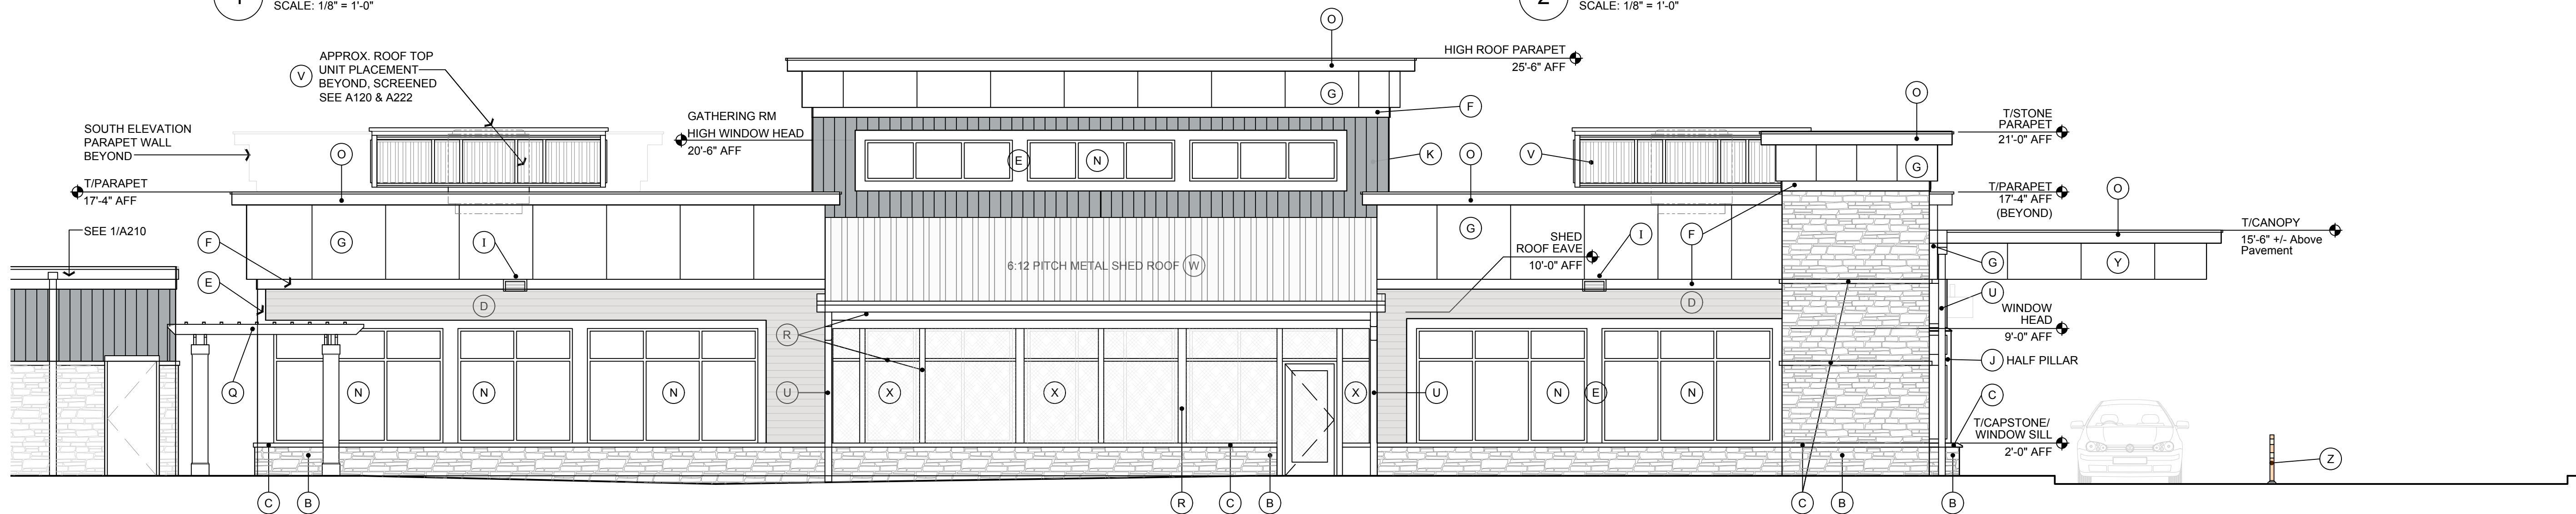 1
SCALE: 1/8" = 1'-0"
2
SCALE: 1/8" = 1'-0"
O
APPROX. ROOF TOP
UNIT PLACEMENT
BEYOND, SCREENED
SEE A120 & A222
V
HIGH ROOF PARAPET
25'-6" AFF
G
F
O
GATHERING RM
HIGH WINDOW HEAD
20'-6" AFF
SOUTH ELEVATION
PARAPET WALL
BEYOND
O
E
N
K
O
V
G
T/STONE
PARAPET
21'-0" AFF
T/PARAPET
17'-4" AFF
T/PARAPET
17'-4" AFF
(BEYOND)
O
T/CANOPY
15'-6" +/- Above
Pavement
SEE 1/A210
F
G
I
G
SHED
ROOF EAVE
10'-0" AFF
I
F
6:12 PITCH METAL SHED ROOF
W
G
Y
E
D
D
U
R
WINDOW
HEAD
9'-0" AFF
J
HALF PILLAR
Q
N
N
N
U
X
X
X
U
N
E
N
C
T/CAPSTONE/
WINDOW SILL
2'-0" AFF
B
B
B
B
Z
C
B
R
C
B
C
B
B